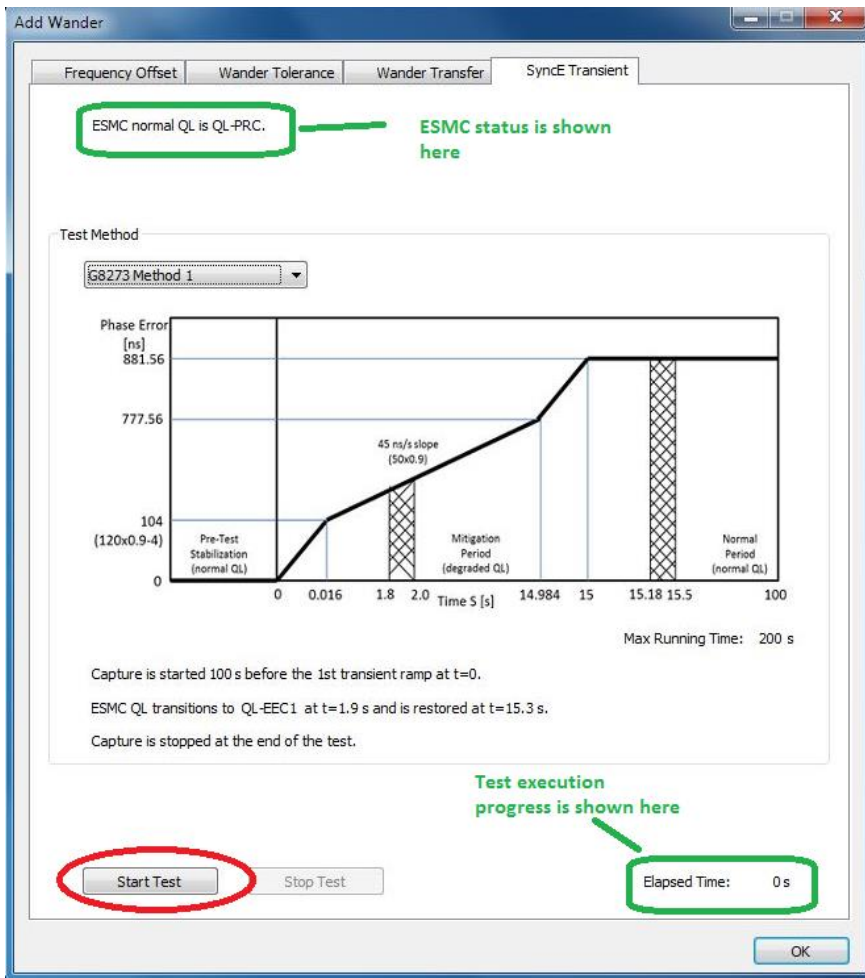 Add Wander
Frequency Offset
Wander Tolerance
Wander Transfer
SyncE Transient
ESMC normal QL is QL-PRC.
ESMC status is shown
here
Test Method
G8273 Method 1
Phase Error
[ns]
881.56
777.56
45 ns/s slope
(50x0.9)
104
(120x0.9-4)
Pre-Test
Stabilization
(normal QL)
Mitigation
Period
(degraded QL)
Normal
Period
(normal QL)
0
0 0.016 1.8 2.0 Time S [s] 14.984 15 15.18 15.5 100
Max Running Time: 200 s
Capture is started 100 s before the 1st transient ramp at t=0.
ESMC QL transitions to QL-EEC1 at t=1.9 s and is restored at t=15.3 s.
Capture is stopped at the end of the test.
Test execution
progress is shown here
Start Test
Stop Test
Elapsed Time: 0 s
OK